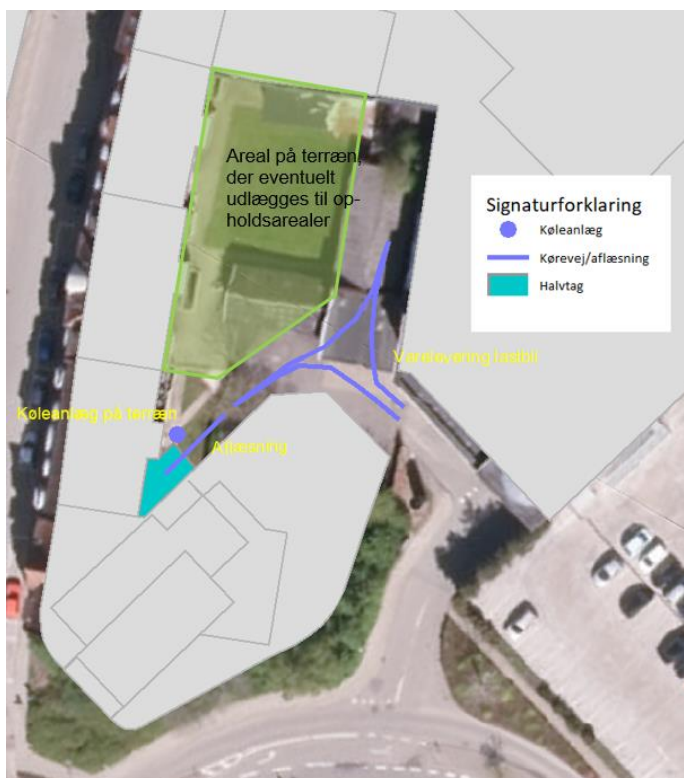 Areal på terræn,
der eventuelt
udlægges til op-
holdsarealer
Signaturforklaring
Køleanlæg
Kørevej/aflæsning
Halvtag
Varelevering lastbil
Køleanlæg på terræn
Aflæsning